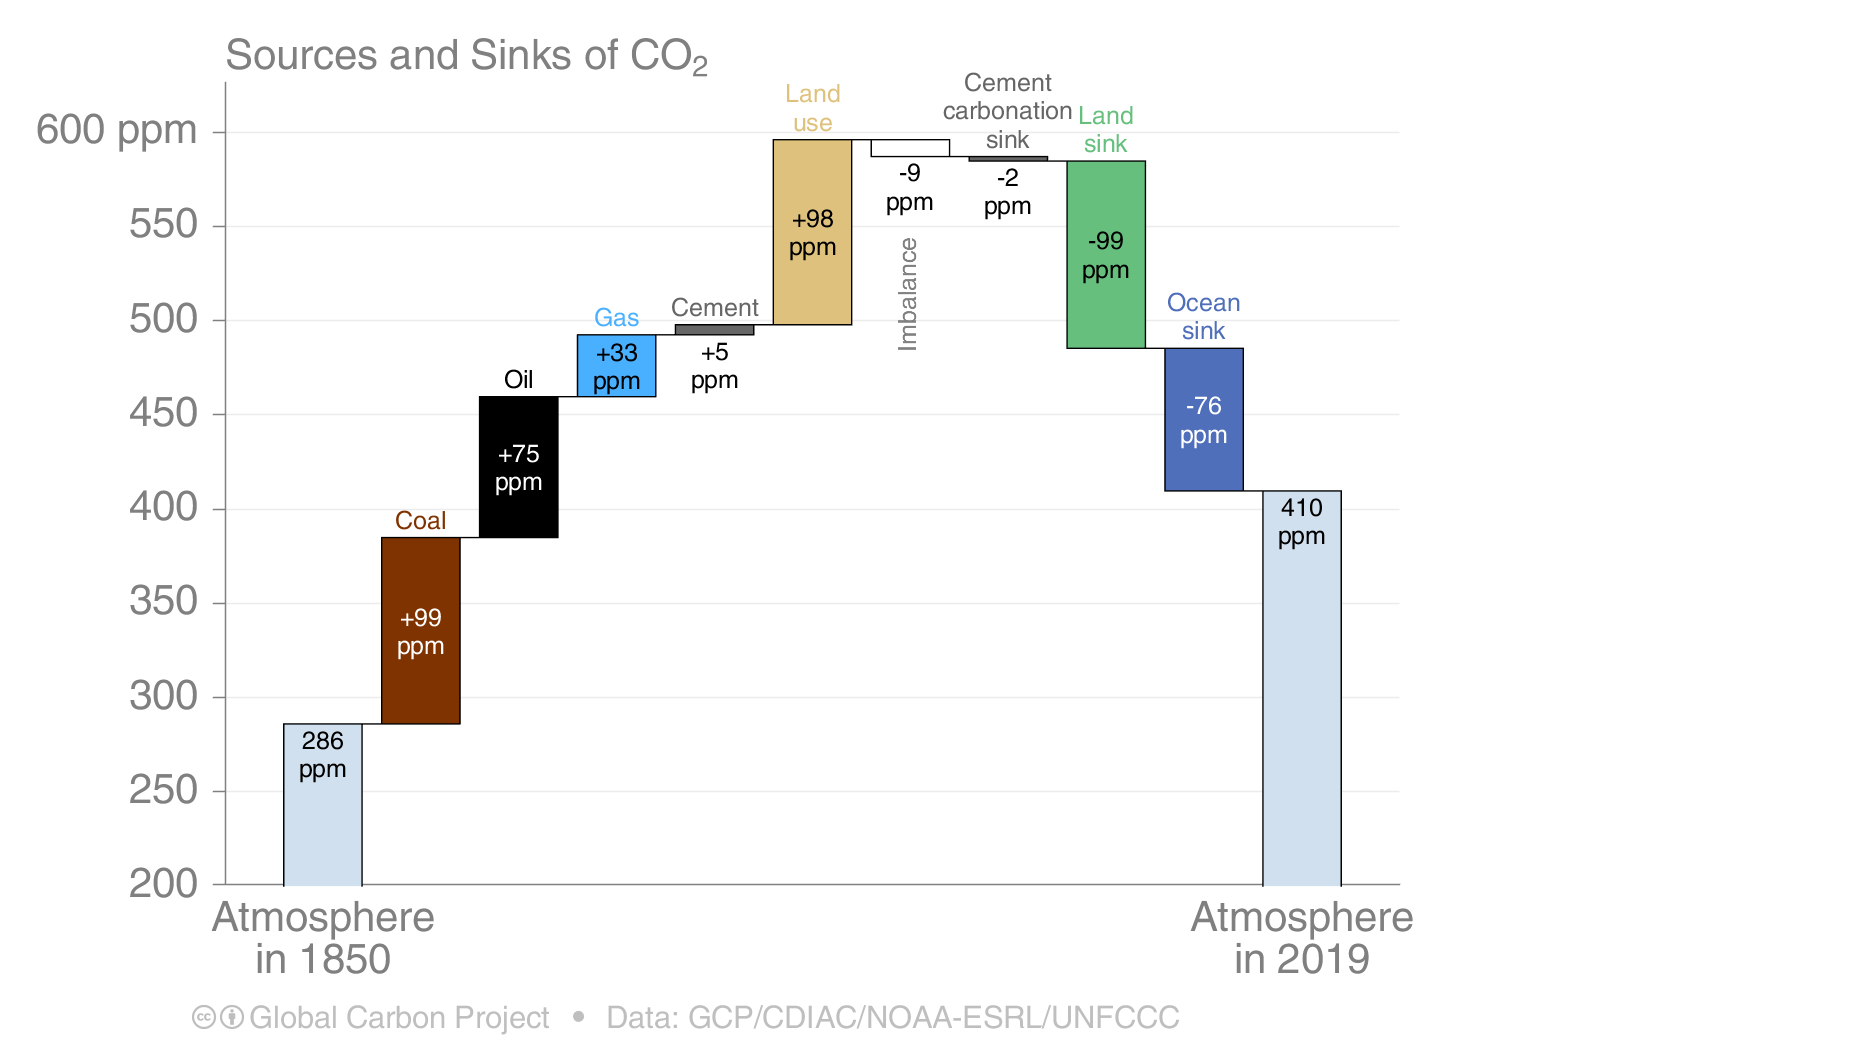 Sources and Sinks of CO₂
600 ppm
550
500
450
400
350
300
250
200
286
ppm
Coal
+99
ppm
Oil
+75
ppm
Gas
+33
ppm
Cement
+5
ppm
Land
use
+98
ppm
-9
ppm
Imbalance
Cement
carbonation
sink
-2
ppm
Land
sink
-99
ppm
Ocean
sink
-76
ppm
410
ppm
Atmosphere
in 1850
Atmosphere
in 2019
cc Global Carbon Project • Data: GCP/CDIAC/NOAA-ESRL/UNFCCC